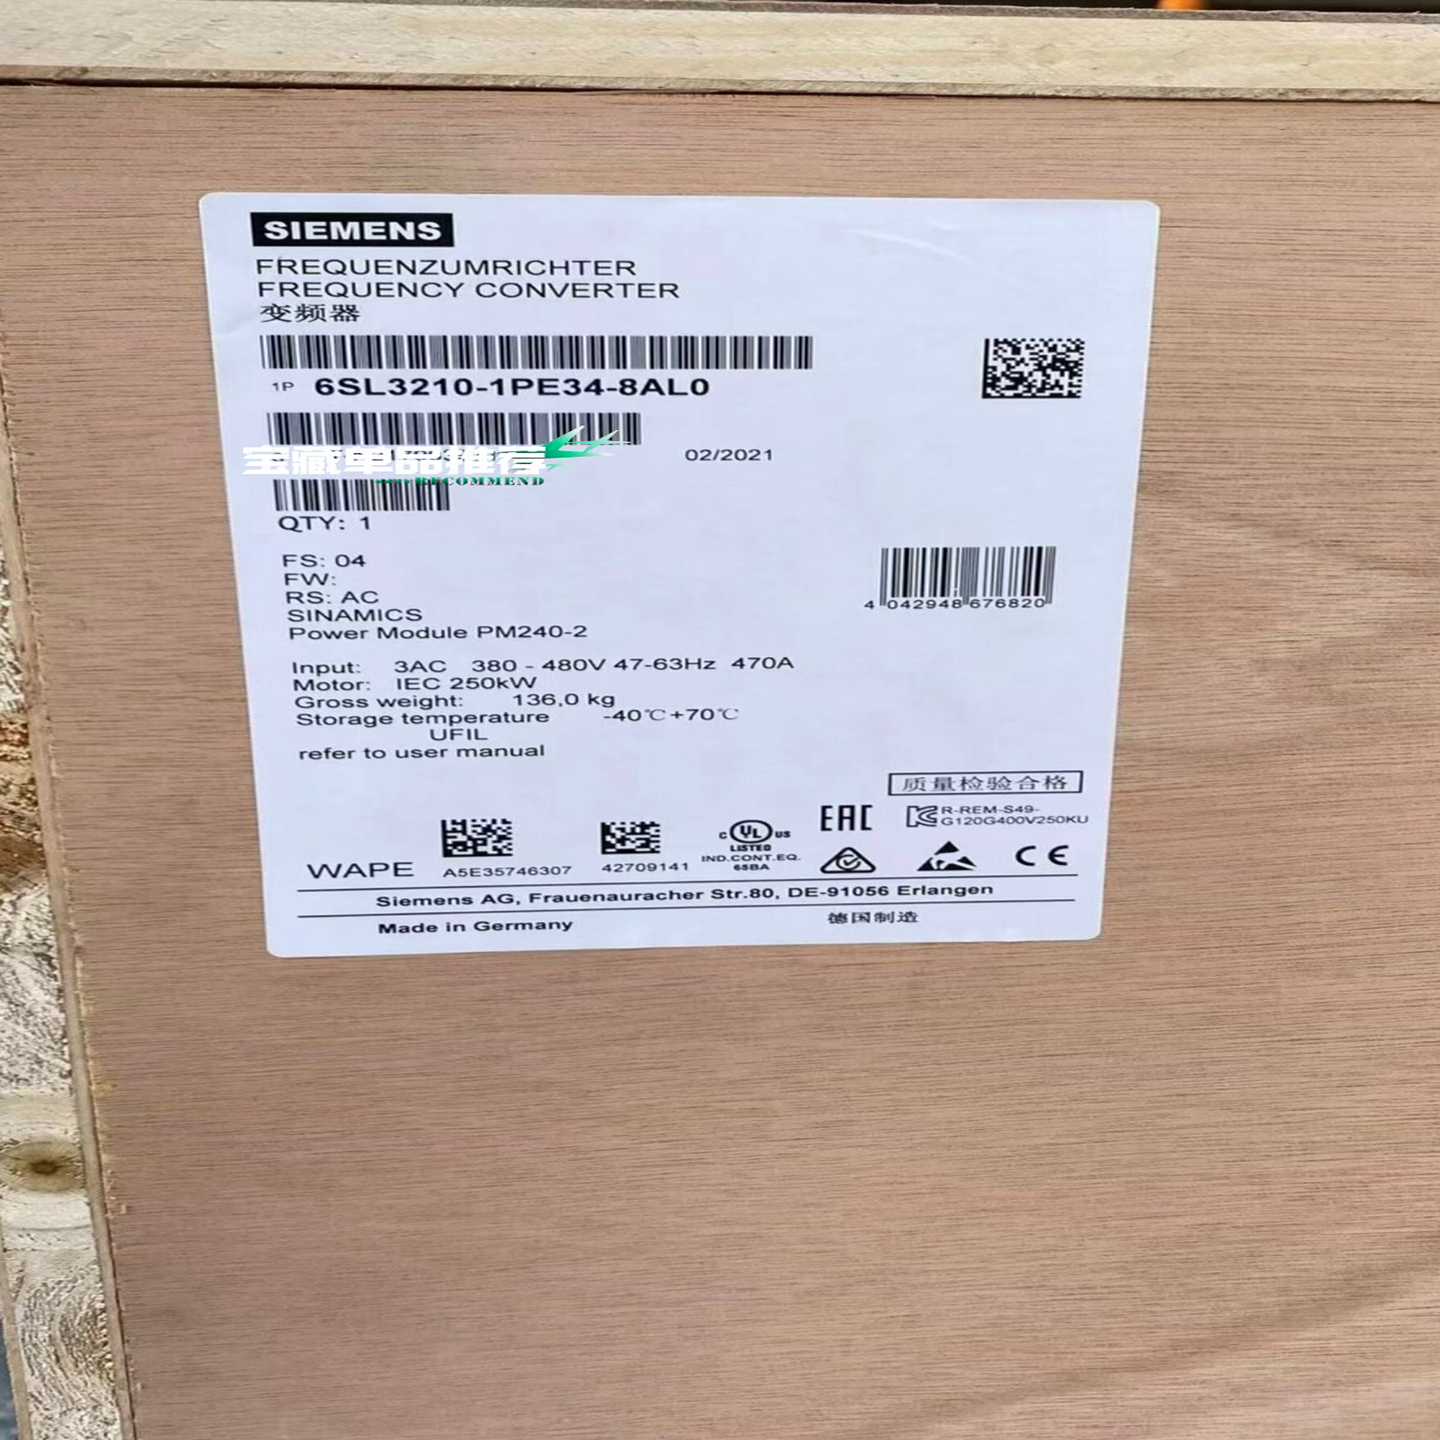 SIEMENS
FREQUENZUMRICHTER
FREQUENCY CONVERTER
变频器
1P 6SL3210-1PE34-8AL0
宝藏单品推荐
RECOMMEND
02/2021
QTY: 1
FS: 04
FW:
RS: AC
SINAMICS
Power Module PM240-2
4 042948 676820
Input: 3AC 380 - 480V 47-63Hz 470A
Motor: IEC 250kW
Gross weight: 136,0 kg
Storage temperature -40℃+70℃
UFIL
refer to user manual
质量检验合格
EAC
R-REM-S49-
G120G400V250KU
C UL US
LISTED
IND.CONT.EQ.
65BA
CE
WAPE A5E35746307 42709141
Siemens AG, Frauenauracher Str.80, DE-91056 Erlangen
Made in Germany 德国制造